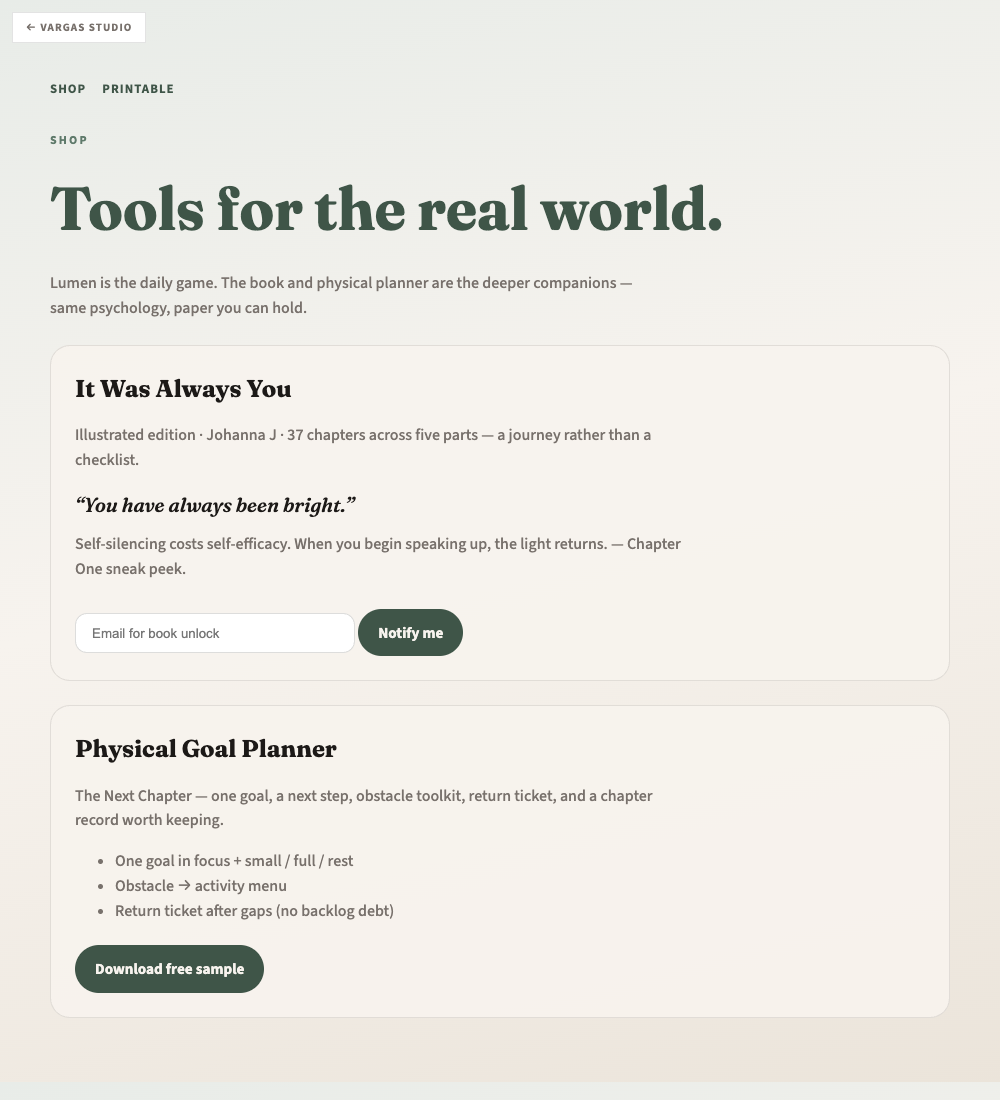 ← VARGAS STUDIO
SHOP PRINTABLE
SHOP
Tools for the real world.
Lumen is the daily game. The book and physical planner are the deeper companions —
same psychology, paper you can hold.
It Was Always You
Illustrated edition · Johanna J · 37 chapters across five parts — a journey rather than a
checklist.
“You have always been bright.”
Self-silencing costs self-efficacy. When you begin speaking up, the light returns. — Chapter
One sneak peek.
Email for book unlock Notify me
Physical Goal Planner
The Next Chapter — one goal, a next step, obstacle toolkit, return ticket, and a chapter
record worth keeping.
• One goal in focus + small / full / rest
• Obstacle → activity menu
• Return ticket after gaps (no backlog debt)
Download free sample